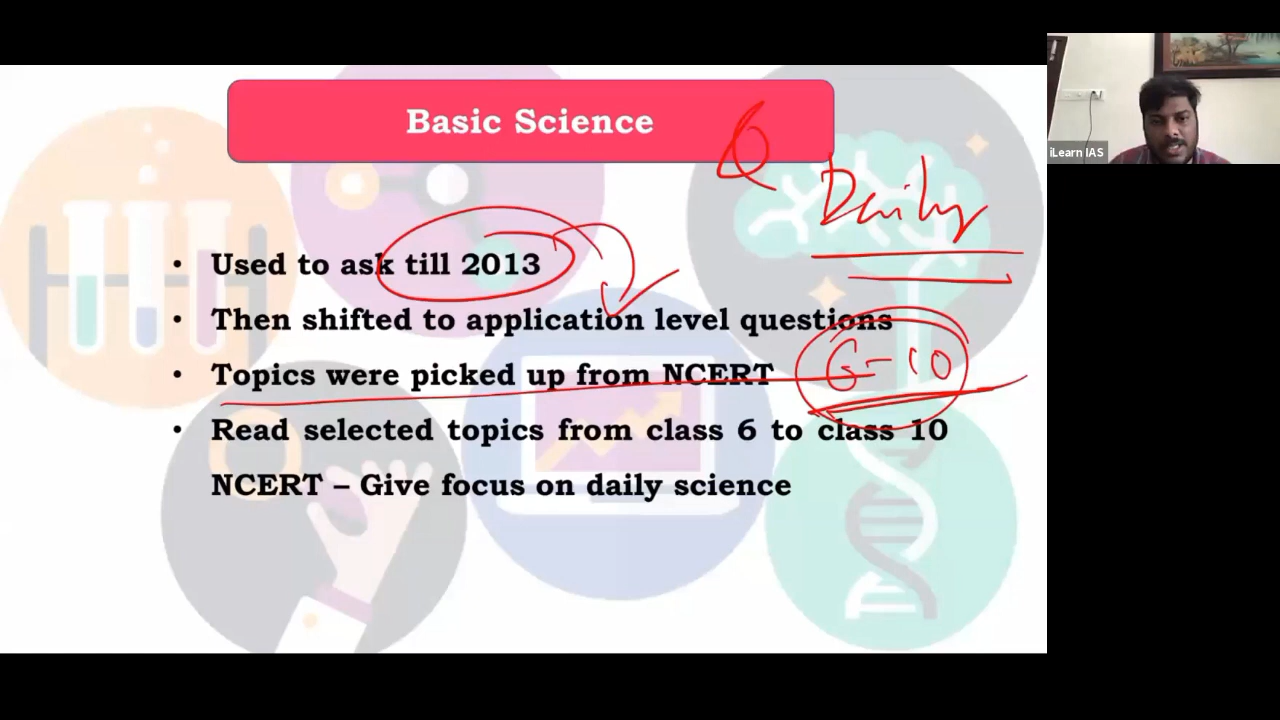 Basic Science
Q
Daily
• Used to ask till 2013
• Then shifted to application level questions
• Topics were picked up from NCERT
6-10
• Read selected topics from class 6 to class 10
NCERT – Give focus on daily science
iLearn IAS